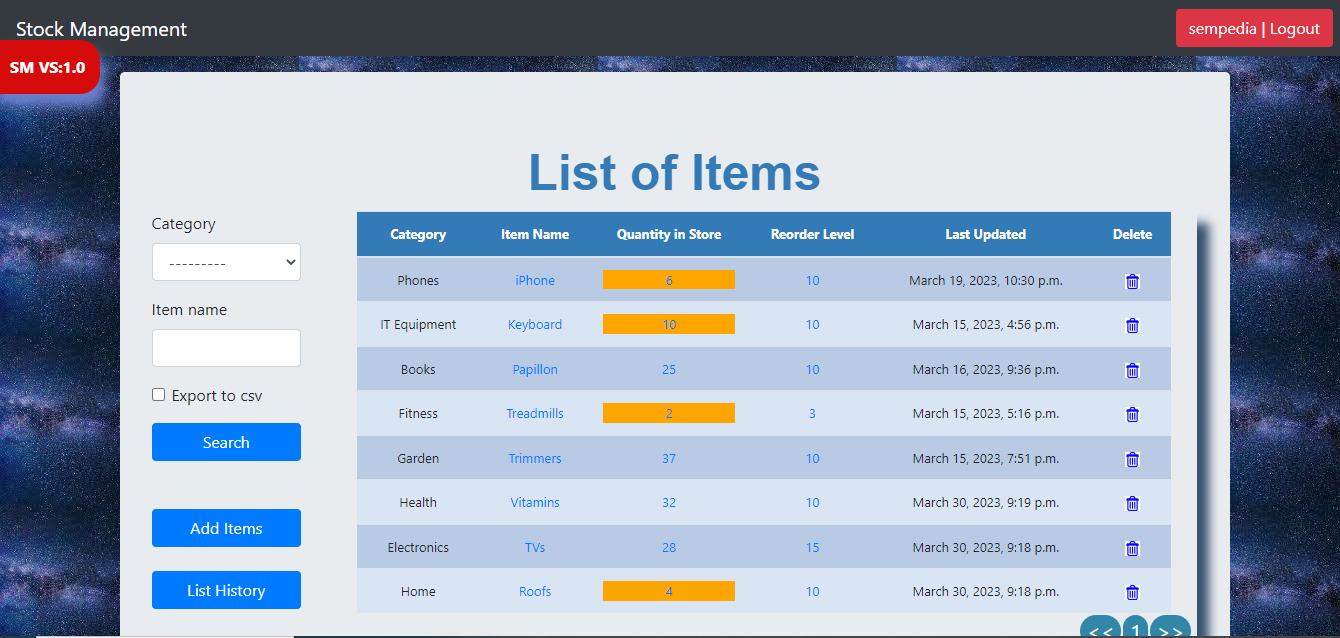 Stock Management
sempedia | Logout
SM VS:1.0
List of Items
Category
---------
Item name
Export to csv
Search
Add Items
List History
Category Item Name Quantity in Store Reorder Level Last Updated Delete
Phones iPhone 6 10 March 19, 2023, 10:30 p.m.
IT Equipment Keyboard 10 10 March 15, 2023, 4:56 p.m.
Books Papillon 25 10 March 16, 2023, 9:36 p.m.
Fitness Treadmills 2 3 March 15, 2023, 5:16 p.m.
Garden Trimmers 37 10 March 15, 2023, 7:51 p.m.
Health Vitamins 32 10 March 30, 2023, 9:19 p.m.
Electronics TVs 28 15 March 30, 2023, 9:18 p.m.
Home Roofs 4 10 March 30, 2023, 9:18 p.m.
<< 1 >>